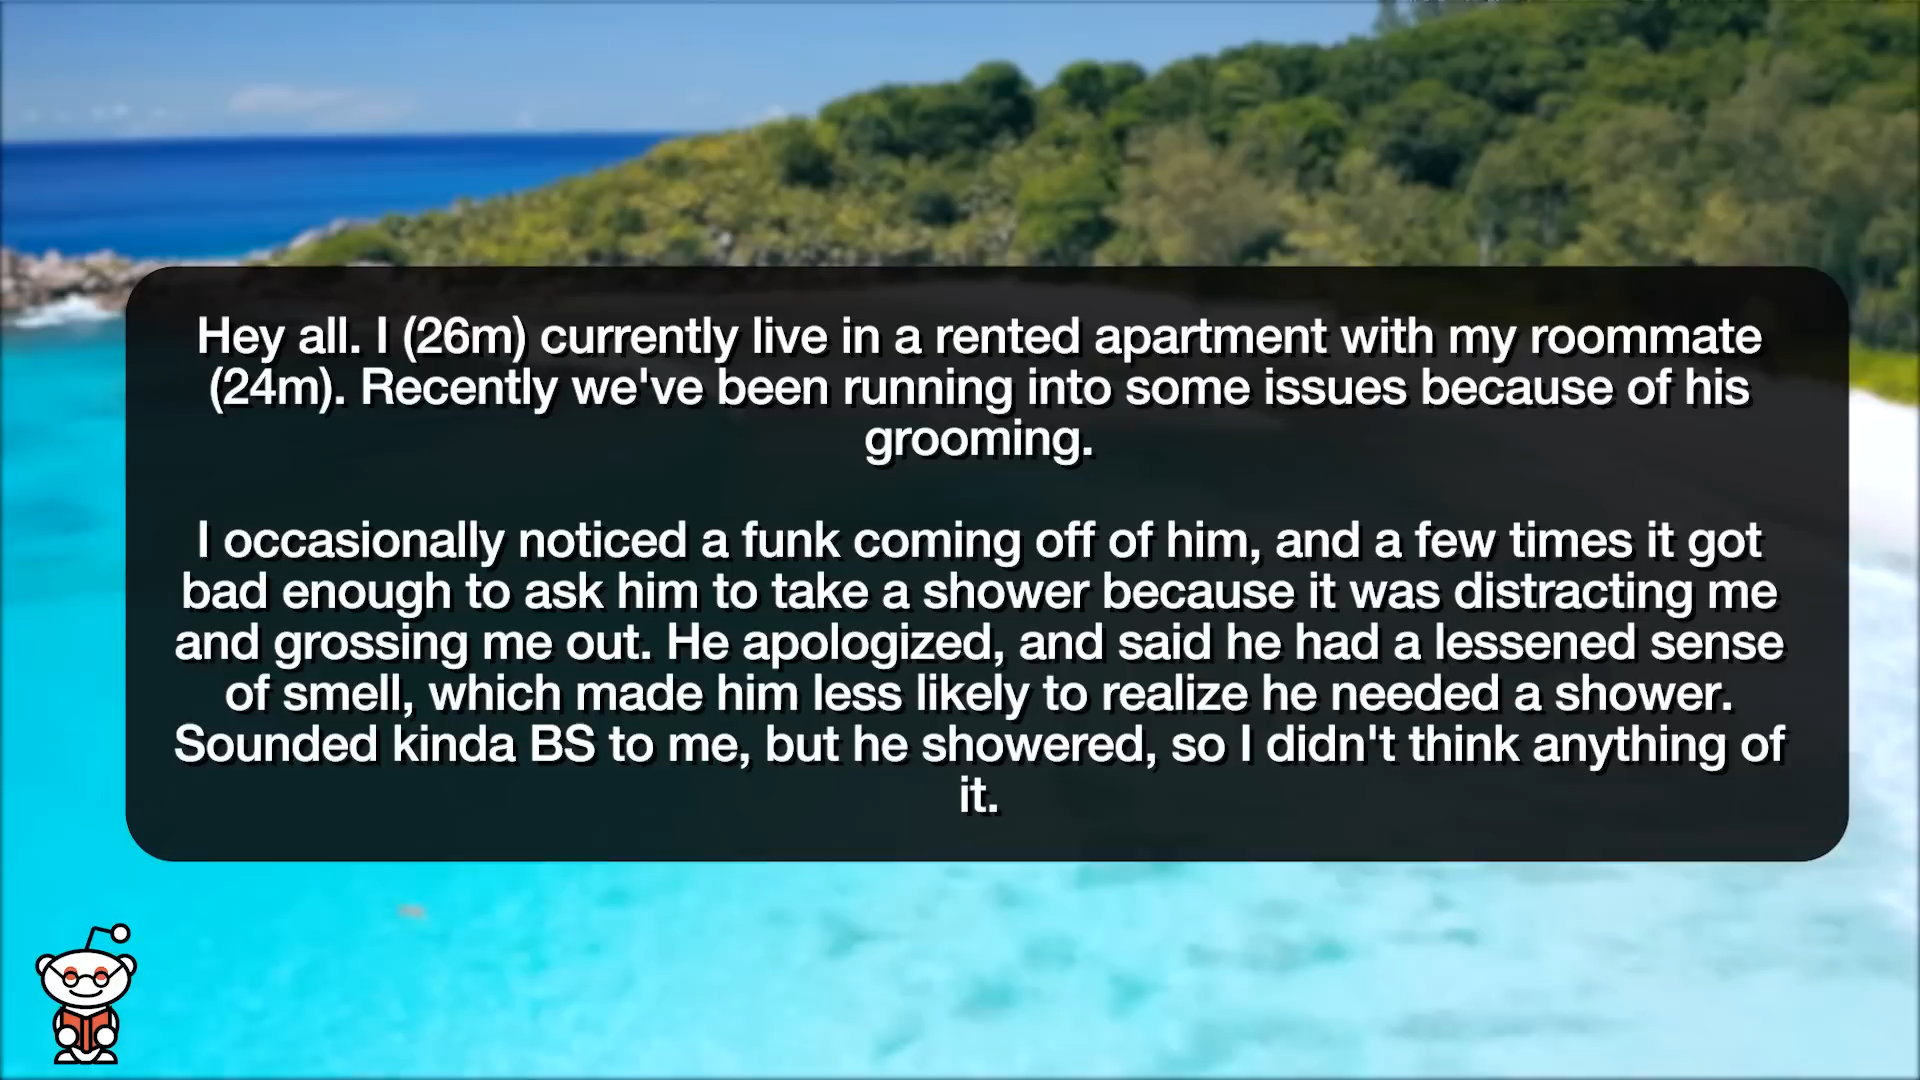 Hey all. I (26m) currently live in a rented apartment with my roommate
(24m). Recently we've been running into some issues because of his
grooming.
I occasionally noticed a funk coming off of him, and a few times it got
bad enough to ask him to take a shower because it was distracting me
and grossing me out. He apologized, and said he had a lessened sense
of smell, which made him less likely to realize he needed a shower.
Sounded kinda BS to me, but he showered, so I didn't think anything of
it.